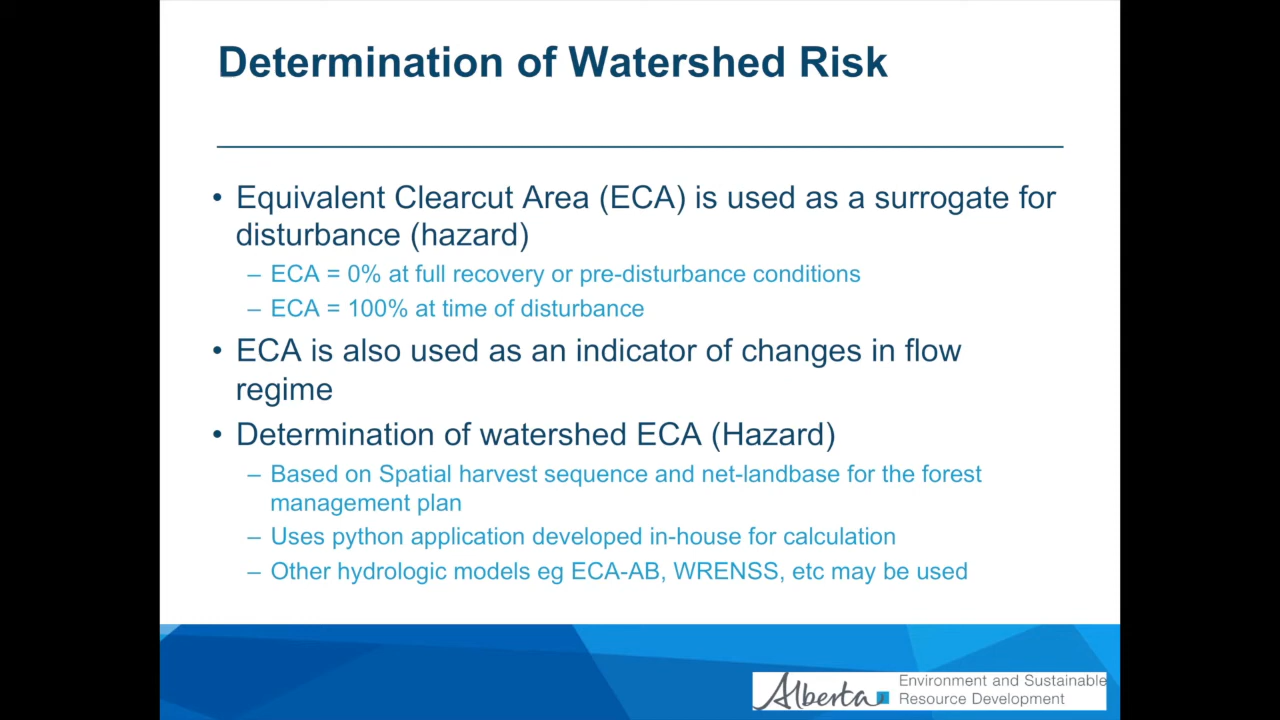 Determination of Watershed Risk
• Equivalent Clearcut Area (ECA) is used as a surrogate for
disturbance (hazard)
– ECA = 0% at full recovery or pre-disturbance conditions
– ECA = 100% at time of disturbance
• ECA is also used as an indicator of changes in flow
regime
• Determination of watershed ECA (Hazard)
– Based on Spatial harvest sequence and net-landbase for the forest
management plan
– Uses python application developed in-house for calculation
– Other hydrologic models eg ECA-AB, WRENSS, etc may be used
Alberta
Environment and Sustainable
Resource Development